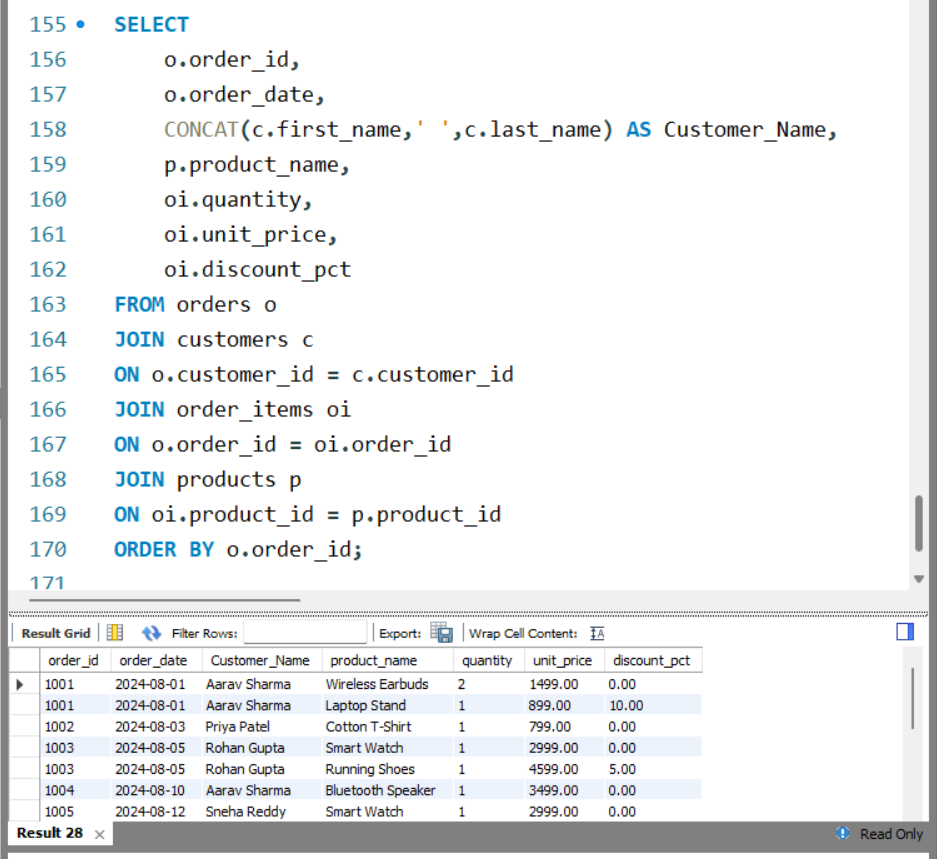 155 SELECT
156 o.order_id,
157 o.order_date,
158 CONCAT(c.first_name,' ',c.last_name) AS Customer_Name,
159 p.product_name,
160 oi.quantity,
161 oi.unit_price,
162 oi.discount_pct
163 FROM orders o
164 JOIN customers c
165 ON o.customer_id = c.customer_id
166 JOIN order_items oi
167 ON o.order_id = oi.order_id
168 JOIN products p
169 ON oi.product_id = p.product_id
170 ORDER BY o.order_id;
171
Result Grid Filter Rows: Export: Wrap Cell Content: IA
order_id order_date Customer_Name product_name quantity unit_price discount_pct
1001 2024-08-01 Aarav Sharma Wireless Earbuds 2 1499.00 0.00
1001 2024-08-01 Aarav Sharma Laptop Stand 1 899.00 10.00
1002 2024-08-03 Priya Patel Cotton T-Shirt 1 799.00 0.00
1003 2024-08-05 Rohan Gupta Smart Watch 1 2999.00 0.00
1003 2024-08-05 Rohan Gupta Running Shoes 1 4599.00 5.00
1004 2024-08-10 Aarav Sharma Bluetooth Speaker 1 3499.00 0.00
1005 2024-08-12 Sneha Reddy Smart Watch 1 2999.00 0.00
Result 28 × Read Only